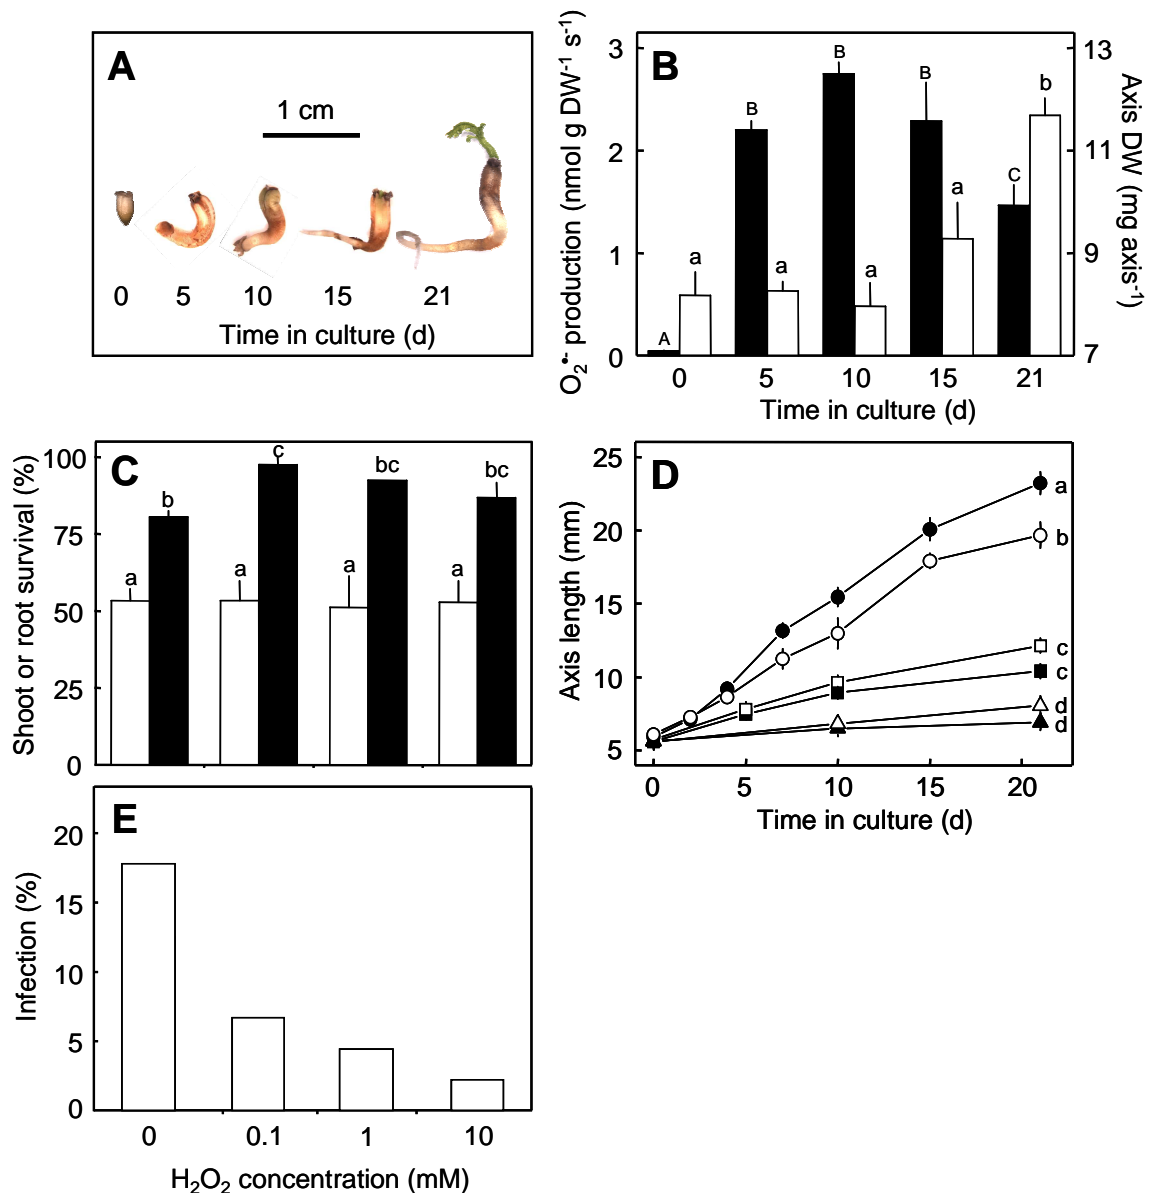 A
1 cm
0 5 10 15 21
Time in culture (d)
O₂•- production (nmol g DW-1 s-1)
B
3
2
1
0
13
11
9
7
Axis DW (mg axis-1)
A a B a B a B a C b
0 5 10 15 21
Time in culture (d)
Shoot or root survival (%)
C
100
75
50
25
0
a b a c a bc a bc
Axis length (mm)
D
25
20
15
10
5
a
b
c
c
d
d
0 5 10 15 20
Time in culture (d)
Infection (%)
E
20
15
10
5
0
0 0.1 1 10
H₂O₂ concentration (mM)